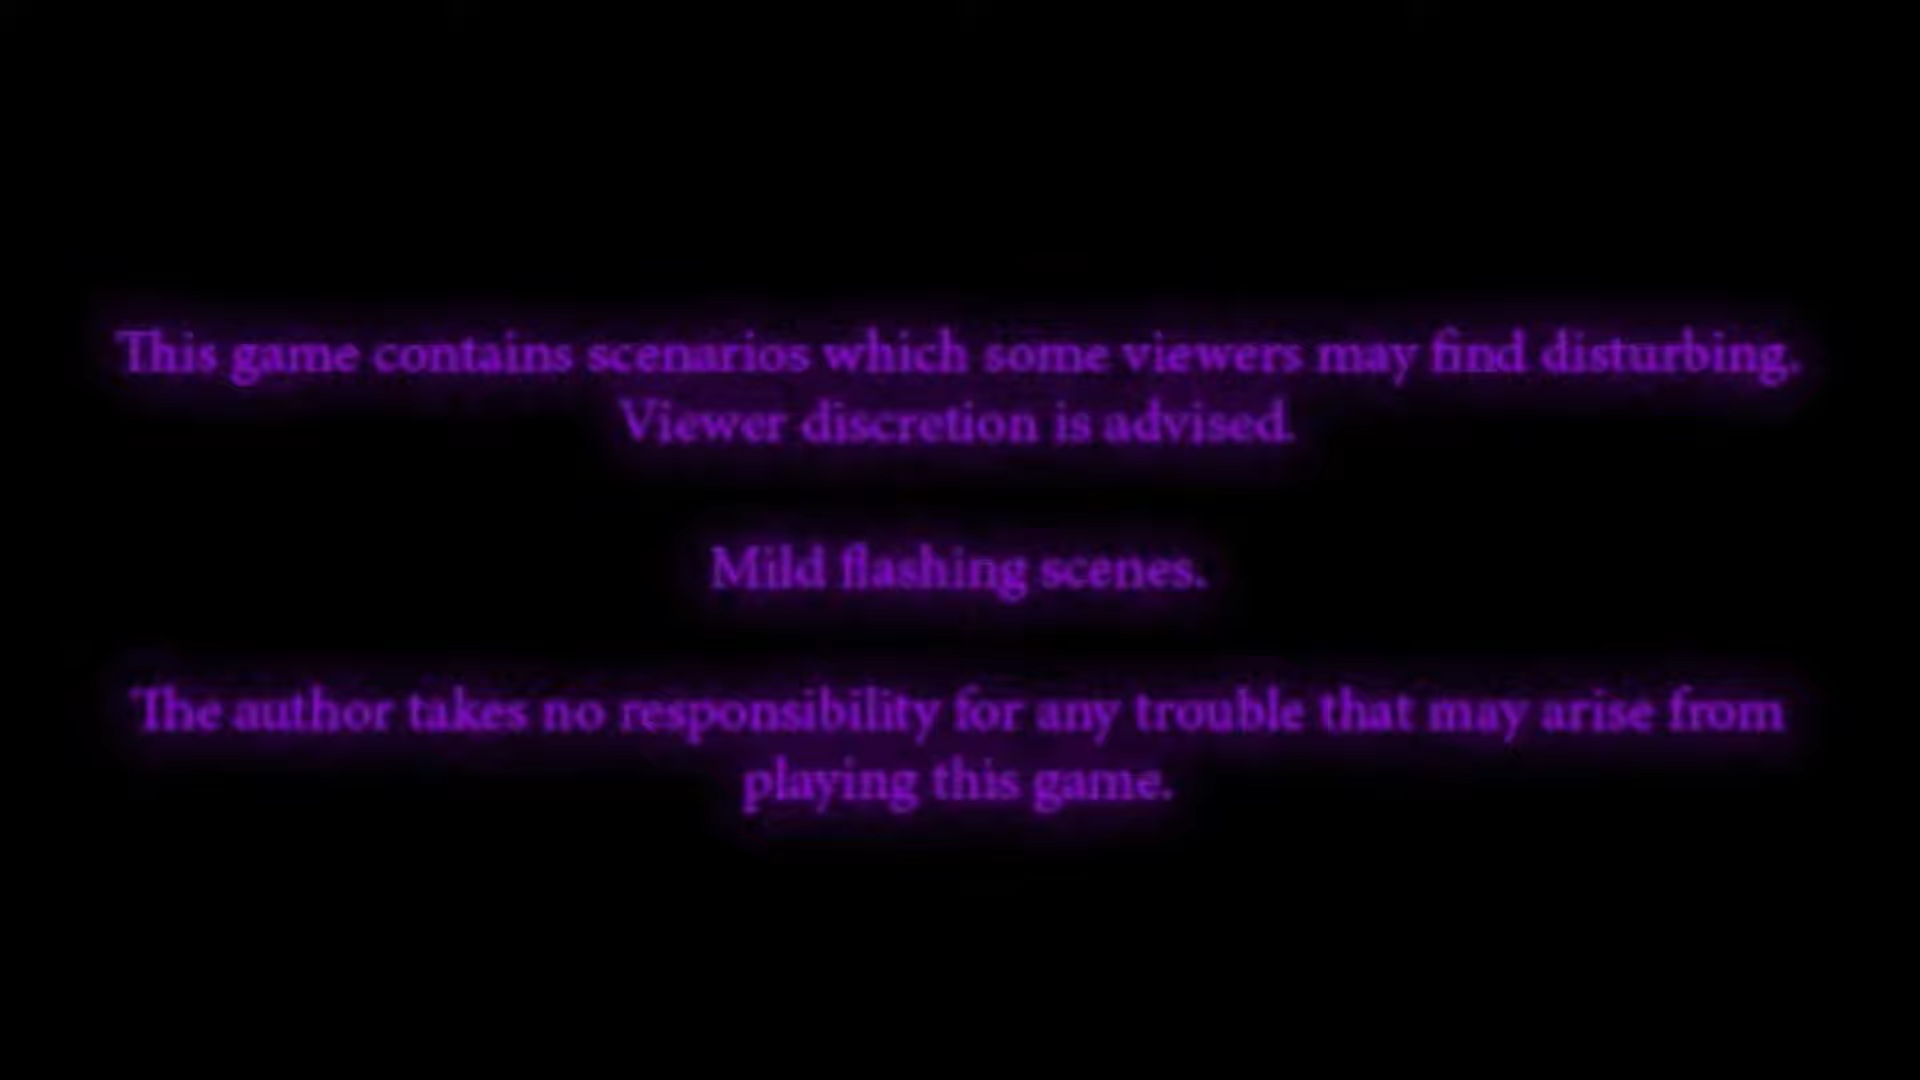 This game contains scenarios which some viewers may find disturbing.
Viewer discretion is advised.
Mild flashing scenes.
The author takes no responsibility for any trouble that may arise from
playing this game.